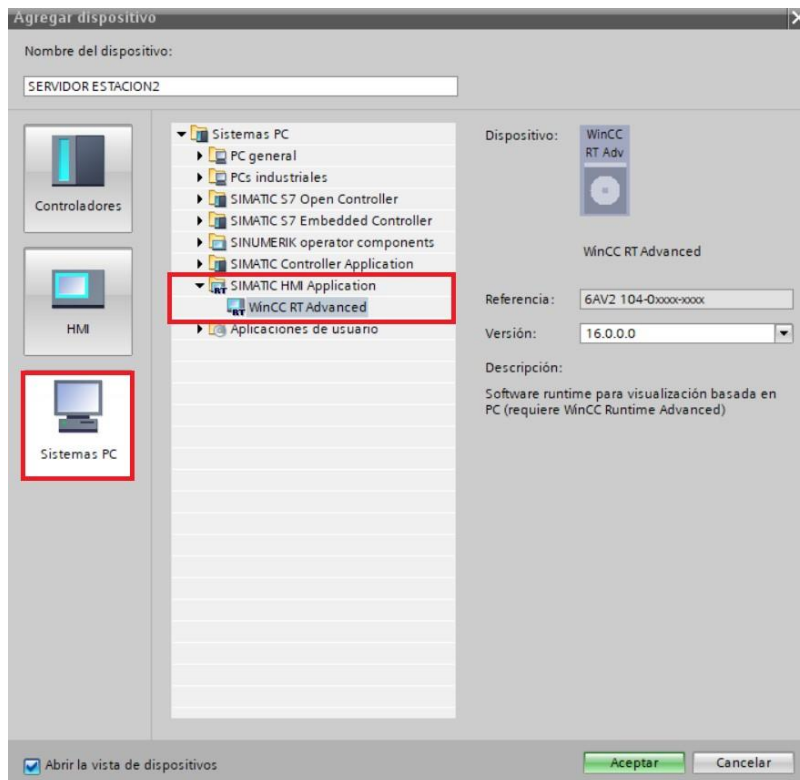 Agregar dispositivo
Nombre del dispositivo:
SERVIDOR ESTACION2
Controladores
HMI
Sistemas PC
Sistemas PC
PC general
PCs industriales
SIMATIC S7 Open Controller
SIMATIC S7 Embedded Controller
SINUMERIK operator components
SIMATIC Controller Application
SIMATIC HMI Application
WinCC RT Advanced
Aplicaciones de usuario
Dispositivo:
WinCC
RT Adv
WinCC RT Advanced
Referencia: 6AV2 104-0xxxx-xxxx
Versión: 16.0.0.0
Descripción:
Software runtime para visualización basada en
PC (requiere WinCC Runtime Advanced)
Abrir la vista de dispositivos
Aceptar Cancelar